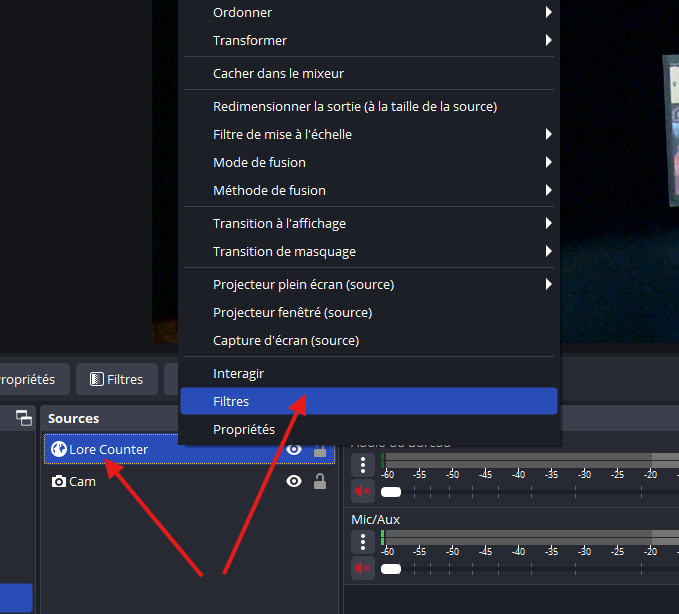 Ordonner
Transformer
Cacher dans le mixeur
Redimensionner la sortie (à la taille de la source)
Filtre de mise à l'échelle
Mode de fusion
Méthode de fusion
Transition à l'affichage
Transition de masquage
Projecteur plein écran (source)
Projecteur fenêtré (source)
Capture d'écran (source)
Interagir
Filtres
Propriétés
ropriétés
Filtres
Sources
Lore Counter
Cam
Audio du Bureau
-60 -55 -50 -45 -40 -35 -30 -25 -20
Mic/Aux
-60 -55 -50 -45 -40 -35 -30 -25 -20